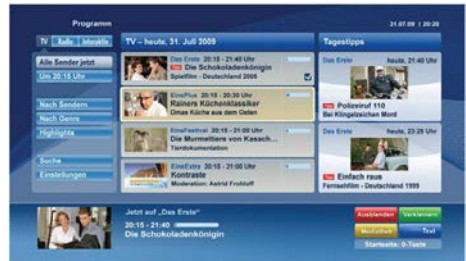 Programm
21.07.09 | 20:20
TV Radio Interaktiv
Alle Sender jetzt
Um 20:15 Uhr
Nach Sendern
Nach Genre
Highlights
Suche
Einstellungen
TV – heute, 31. Juli 2009
Das Erste 20:15 - 21:40 Uhr
Tipp Die Schokoladenkönigin
Spielfilm - Deutschland 2005
EinsPlus 20:15 - 20:30 Uhr
Rainers Küchenklassiker
Omas Küche aus dem Osten
EinsFestival 20:15 - 21:00 Uhr
Die Murmeltiere von Kasach...
Tierdokumentation
EinsExtra 20:15 - 21:00 Uhr
Kontraste
Moderation: Astrid Frohloff
Tagestipps
Das Erste heute, 21:40 Uhr
Tipp Polizeiruf 110
Bei Klingelzeichen Mord
Das Erste heute, 23:25 Uhr
Tipp Einfach raus
Fernsehfilm - Deutschland 1999
Jetzt auf „Das Erste“
20:15 - 21:40
Die Schokoladenkönigin
Ausblenden Verkleinern
Mediathek Text
Startseite: 0-Taste